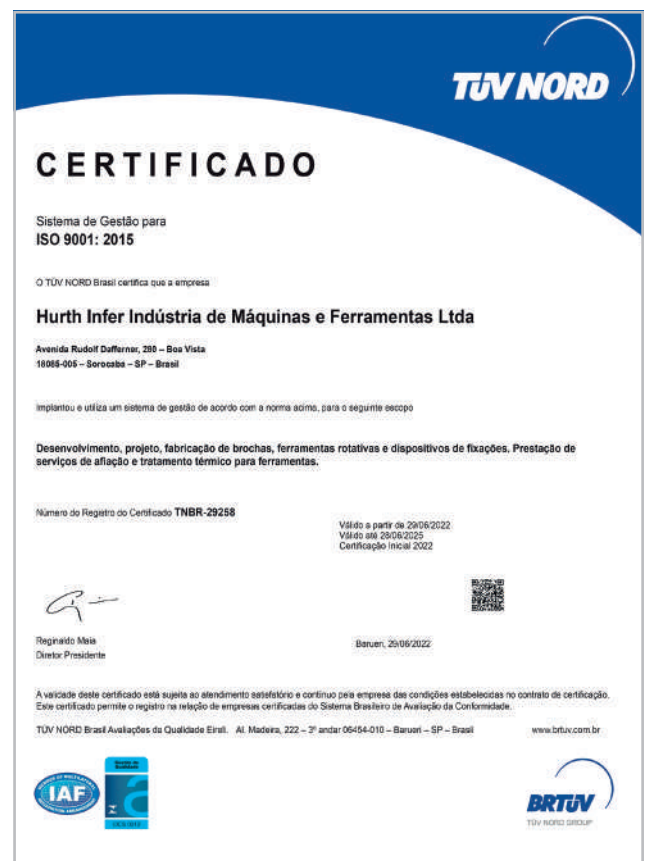 TÜV NORD
CERTIFICADO
Sistema de Gestão para
ISO 9001: 2015
O TÜV NORD Brasil certifica que a empresa
Hurth Infer Indústria de Máquinas e Ferramentas Ltda
Avenida Rudolf Dafferner, 280 – Boa Vista
18085-005 – Sorocaba – SP – Brasil
Implantou e utiliza um sistema de gestão de acordo com a norma acima, para o seguinte escopo
Desenvolvimento, projeto, fabricação de brochas, ferramentas rotativas e dispositivos de fixações. Prestação de
serviços de afiação e tratamento térmico para ferramentas.
Número do Registro do Certificado TNBR-29258
Válido a partir de 29/06/2022
Válido até 28/06/2025
Certificação Inicial 2022
Reginaldo Maia
Diretor Presidente
Barueri, 29/06/2022
A validade deste certificado está sujeita ao atendimento satisfatório e contínuo pela empresa das condições estabelecidas no contrato de certificação.
Este certificado permite o registro na relação de empresas certificadas do Sistema Brasileiro de Avaliação da Conformidade.
TÜV NORD Brasil Avaliações da Qualidade Eireli. Al. Madeira, 222 – 3º andar 06454-010 – Barueri – SP – Brasil www.brtuv.com.br
IAF
BRTÜV
TÜV NORD GROUP